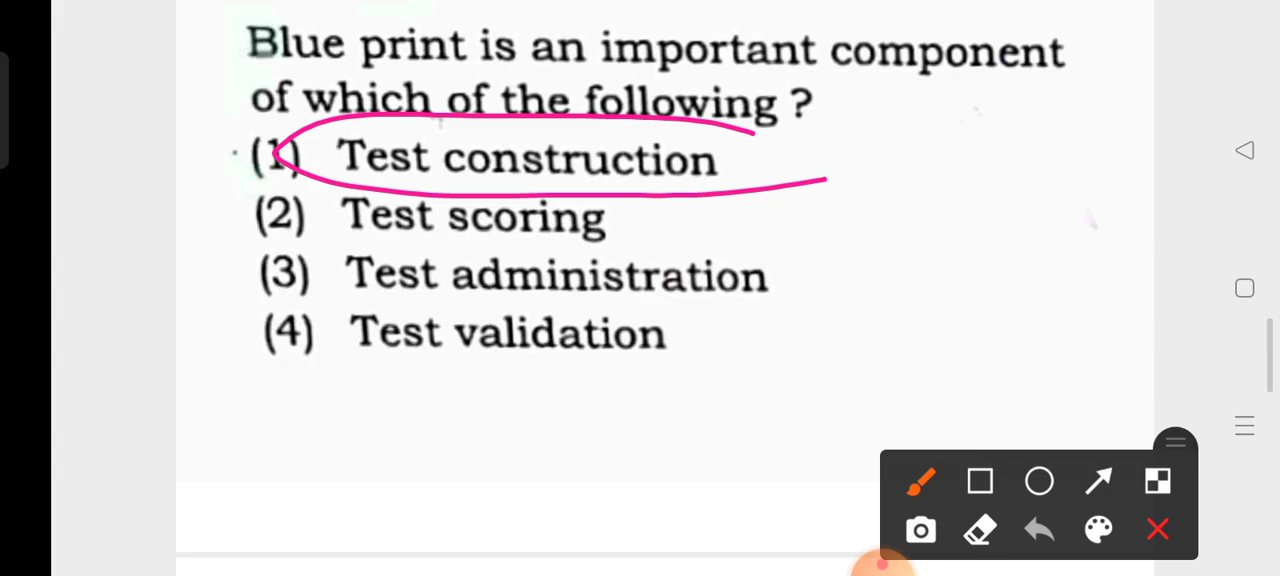 Blue print is an important component
of which of the following ?
(1) Test construction
(2) Test scoring
(3) Test administration
(4) Test validation